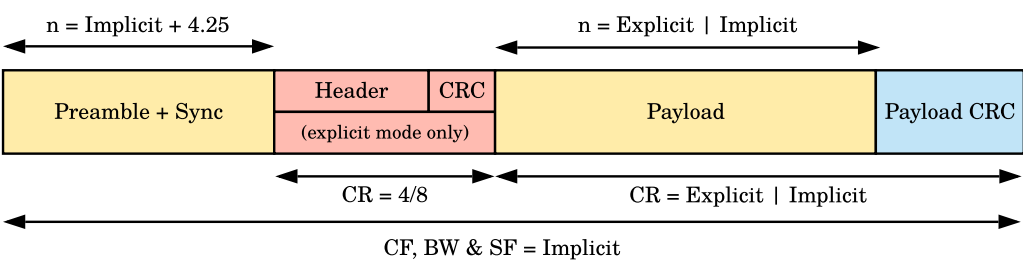 n = Implicit + 4.25
n = Explicit | Implicit
Preamble + Sync
Header
CRC
(explicit mode only)
Payload
Payload CRC
CR = 4/8
CR = Explicit | Implicit
CF, BW & SF = Implicit